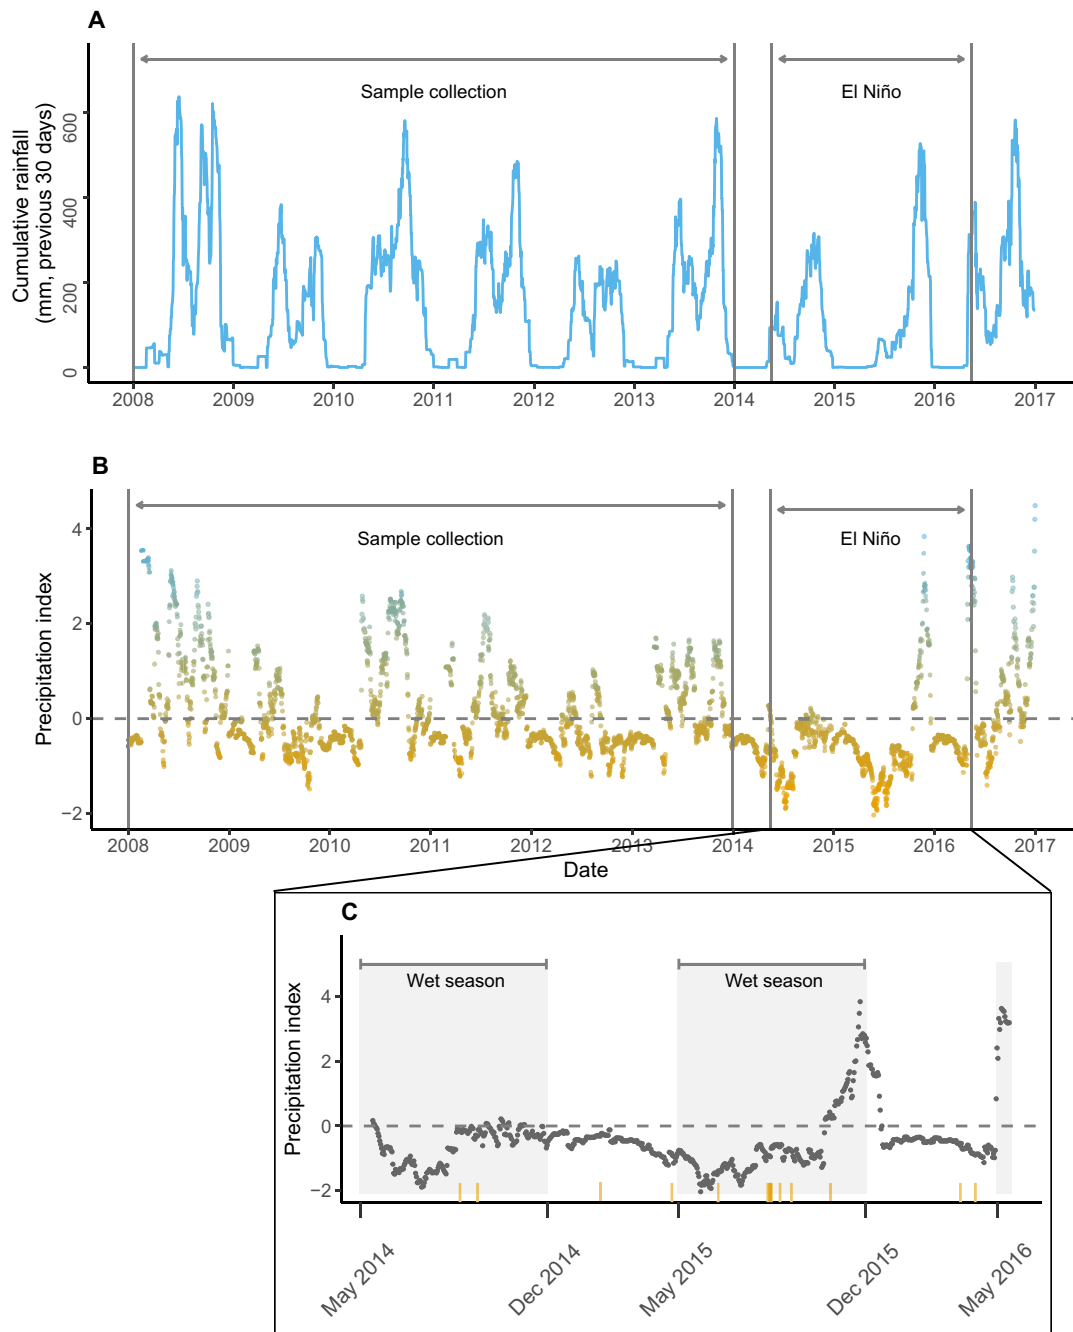 A
Sample collection
El Niño
Cumulative rainfall
(mm, previous 30 days)
600
400
200
0
2008
2009
2010
2011
2012
2013
2014
2015
2016
2017
B
Sample collection
El Niño
Precipitation index
4
2
0
−2
2008
2009
2010
2011
2012
2013
2014
2015
2016
2017
Date
C
Wet season
Wet season
Precipitation index
4
2
0
−2
May 2014
Dec 2014
May 2015
Dec 2015
May 2016